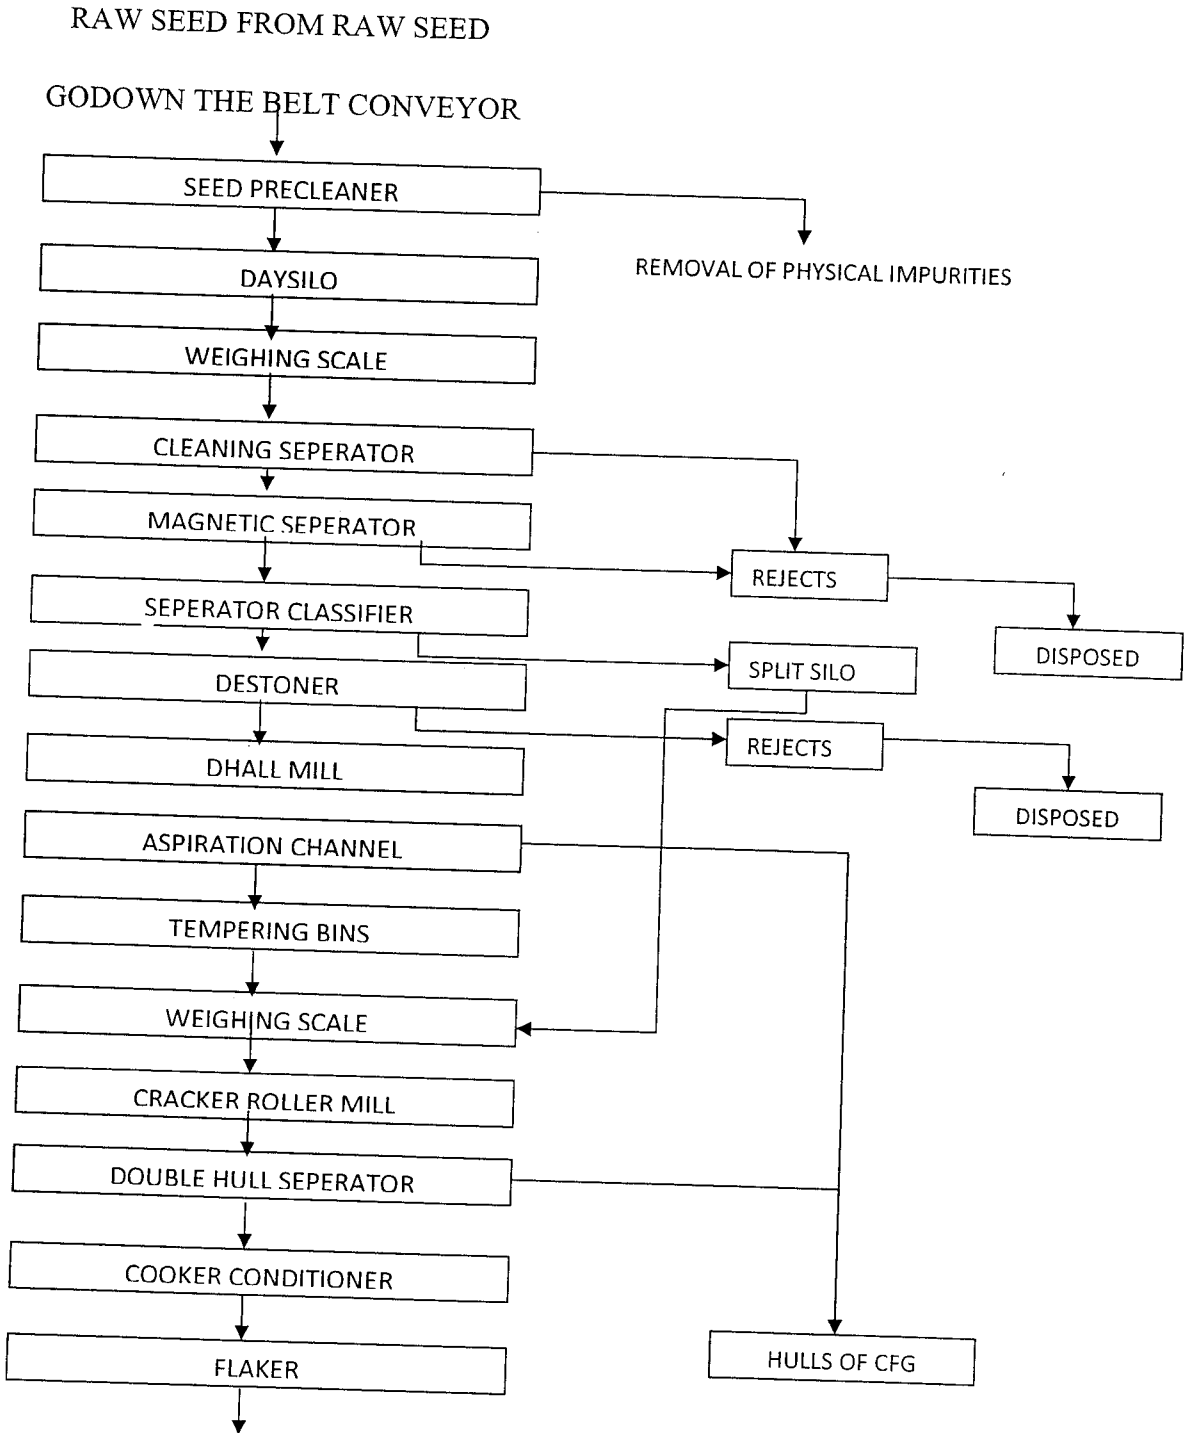 RAW SEED FROM RAW SEED
GODOWN THE BELT CONVEYOR
SEED PRECLEANER
REMOVAL OF PHYSICAL IMPURITIES
DAYSILO
WEIGHING SCALE
CLEANING SEPERATOR
MAGNETIC SEPERATOR
REJECTS
SEPERATOR CLASSIFIER
DISPOSED
SPLIT SILO
DESTONER
REJECTS
DHALL MILL
DISPOSED
ASPIRATION CHANNEL
TEMPERING BINS
WEIGHING SCALE
CRACKER ROLLER MILL
DOUBLE HULL SEPERATOR
COOKER CONDITIONER
FLAKER
HULLS OF CFG